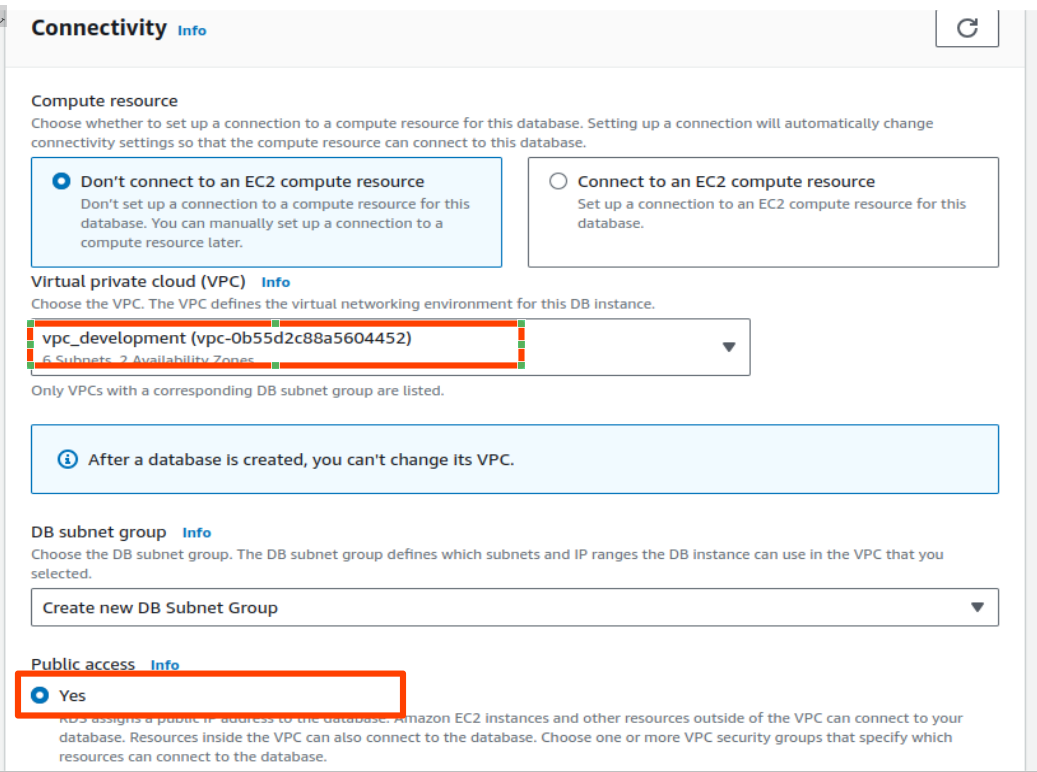 Connectivity Info
Compute resource
Choose whether to set up a connection to a compute resource for this database. Setting up a connection will automatically change
connectivity settings so that the compute resource can connect to this database.
Don't connect to an EC2 compute resource
Don't set up a connection to a compute resource for this
database. You can manually set up a connection to a
compute resource later.
Connect to an EC2 compute resource
Set up a connection to an EC2 compute resource for this
database.
Virtual private cloud (VPC) Info
Choose the VPC. The VPC defines the virtual networking environment for this DB instance.
vpc_development (vpc-0b55d2c88a5604452)
6 Subnets, 2 Availability Zones
Only VPCs with a corresponding DB subnet group are listed.
After a database is created, you can't change its VPC.
DB subnet group Info
Choose the DB subnet group. The DB subnet group defines which subnets and IP ranges the DB instance can use in the VPC that you
selected.
Create new DB Subnet Group
Public access Info
Yes
RDS assigns a public IP address to the database. Amazon EC2 instances and other resources outside of the VPC can connect to your
database. Resources inside the VPC can also connect to the database. Choose one or more VPC security groups that specify which
resources can connect to the database.